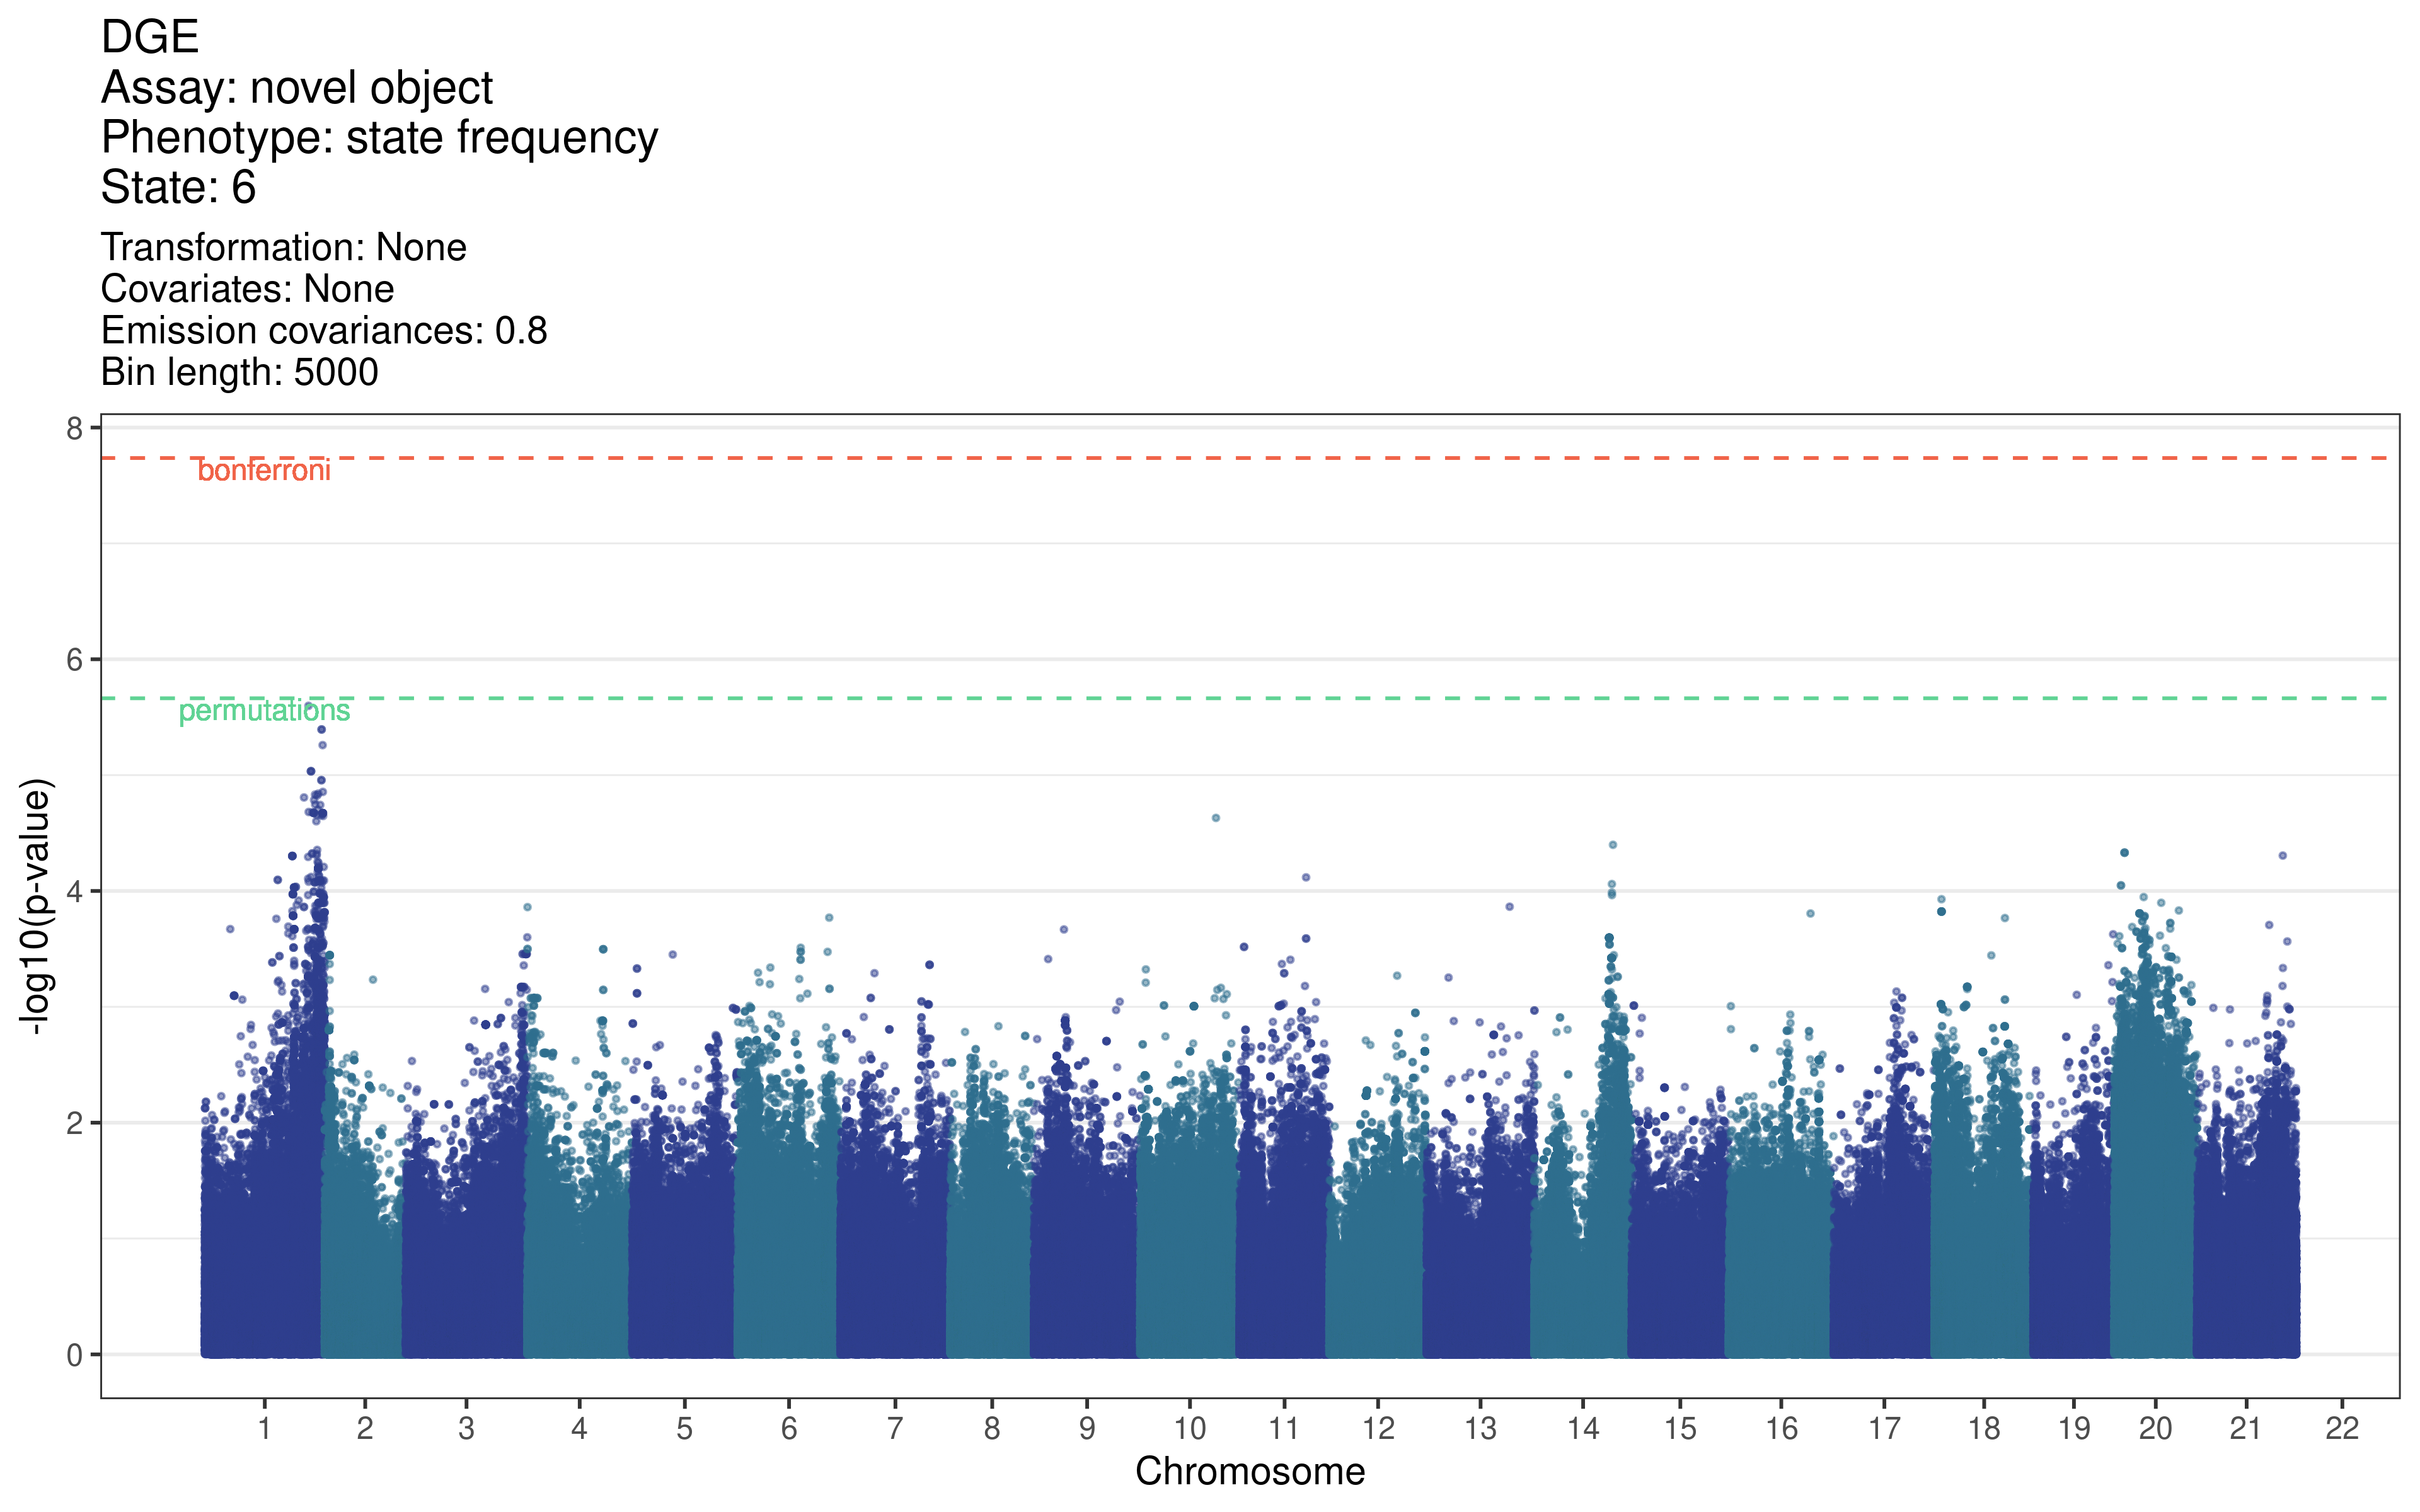 DGE
Assay: novel object
Phenotype: state frequency
State: 6
Transformation: None
Covariates: None
Emission covariances: 0.8
Bin length: 5000
8
bonferroni
6
permutations
4
2
0
-log10(p-value)
1 2 3 4 5 6 7 8 9 10 11 12 13 14 15 16 17 18 19 20 21 22
Chromosome